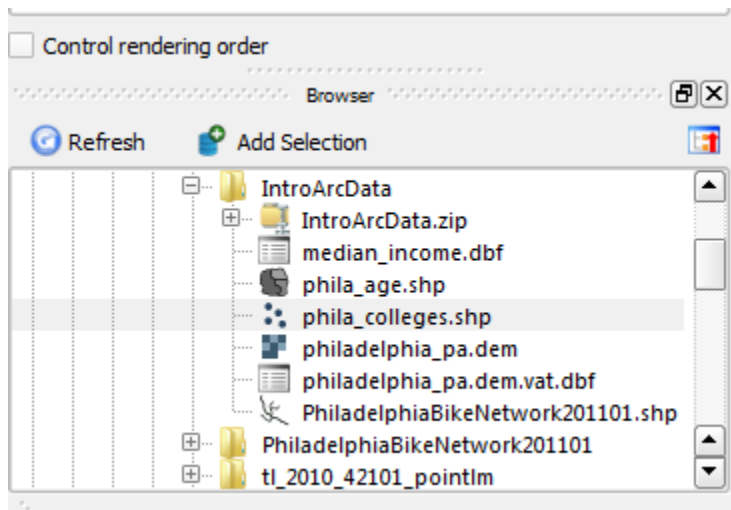 Control rendering order
Browser
Refresh Add Selection
IntroArcData
IntroArcData.zip
median_income.dbf
phila_age.shp
phila_colleges.shp
philadelphia_pa.dem
philadelphia_pa.dem.vat.dbf
PhiladelphiaBikeNetwork201101.shp
PhiladelphiaBikeNetwork201101
tl_2010_42101_pointlm